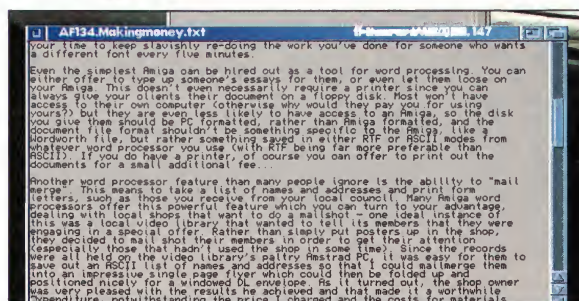 AF134.Makingmoney.txt 147
your time to keep slavishly re-doing the work you've done for someone who wants
a different font every five minutes.
Even the simplest Amiga can be hired out as a tool for word processing. You can
either offer to type up someone's essays for them, or even let them loose on
your Amiga. This doesn't even necessarily require a printer since you can
always give your clients their document on a floppy disk. Most won't have
access to their own computer (otherwise why would they pay you for using
yours?) but they are even less likely to have access to an Amiga, so the disk
you give them should be PC formatted, rather than Amiga formatted, and the
document file format shouldn't be something specific to the Amiga, like a
Wordworth file, but rather something saved in either RTF or ASCII modes from
whatever word processor you use (with RTF being far more preferable than
ASCII). If you do have a printer, of course you can offer to print out the
documents for a small additional fee...
Another word processor feature than many people ignore is the ability to "mail
merge". This means to take a list of names and addresses and print form
letters, such as those you receive from your local council. Many Amiga word
processors offer this powerful feature which you can turn to your advantage,
dealing with local shops that want to do a mailshot - one ideal instance of
this was a local video library that wanted to tell its members that they were
engaging in a special offer. Rather than simply put posters up in the shop,
they decided to mail shot their members in order to get their attention
(especially those that hadn't used the shop in some time). Since the records
were all held on the video library's paltry Amstrad PC, it was easy for them to
save out an ASCII list of names and addresses so that I could mailmerge them
into an impressive single page flyer which could then be folded up and
positioned nicely for a windowed DL envelope. As it turned out, the shop owner
was very pleased with the results he achieved and that made it a worthwhile
expenditure, notwithstanding the price I charged and the costs for materials